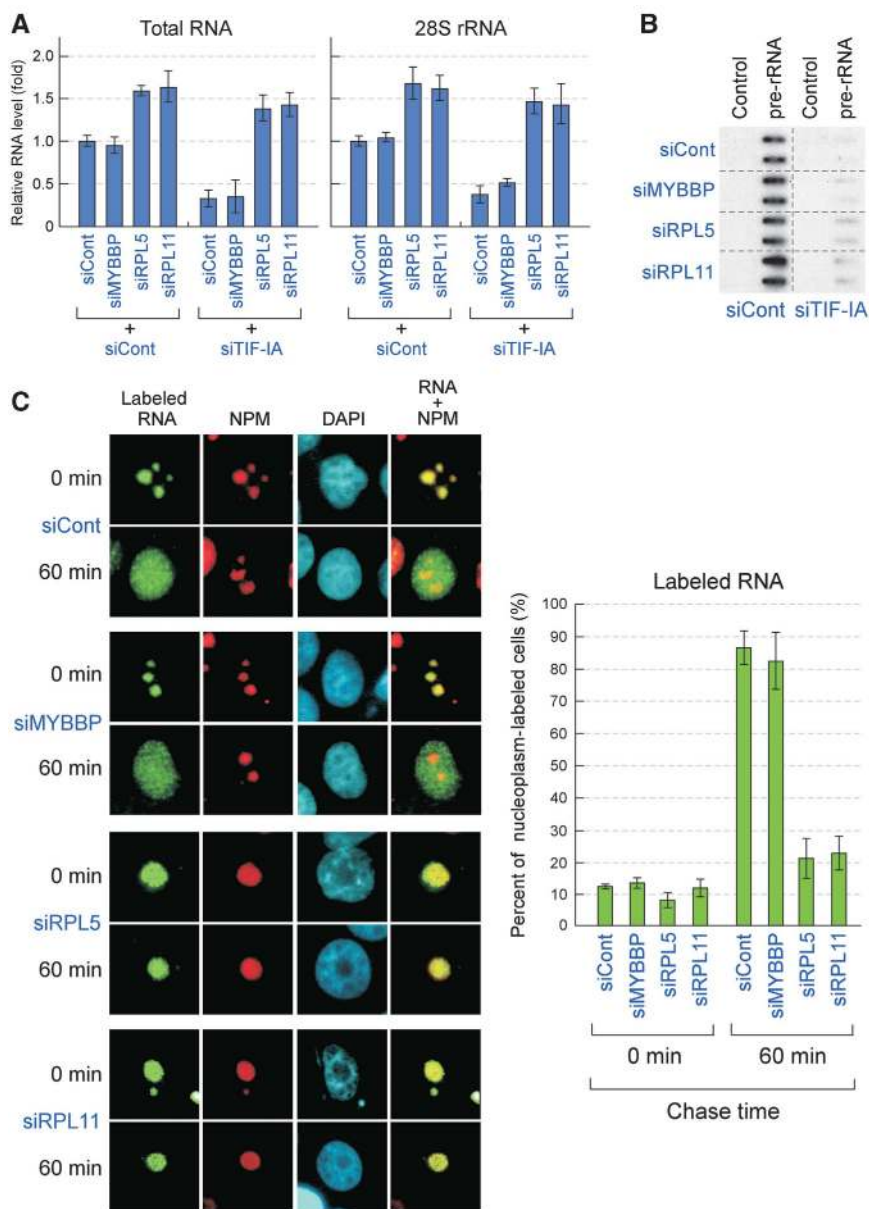 A
Total RNA
28S rRNA
Relative RNA level (fold)
2.0
1.5
1.0
0.5
0
siCont
siMYBBP
siRPL5
siRPL11
siCont
siMYBBP
siRPL5
siRPL11
siCont
siMYBBP
siRPL5
siRPL11
siCont
siMYBBP
siRPL5
siRPL11
+
+
+
+
siCont
siTIF-IA
siCont
siTIF-IA
B
Control
pre-rRNA
Control
pre-rRNA
siCont
siMYBBP
siRPL5
siRPL11
siCont siTIF-IA
C
Labeled
RNA
NPM
DAPI
RNA
+
NPM
0 min
siCont
60 min
0 min
siMYBBP
60 min
0 min
siRPL5
60 min
0 min
siRPL11
60 min
Labeled RNA
Percent of nucleoplasm-labeled cells (%)
100
90
80
70
60
50
40
30
20
10
0
siCont
siMYBBP
siRPL5
siRPL11
siCont
siMYBBP
siRPL5
siRPL11
0 min
60 min
Chase time